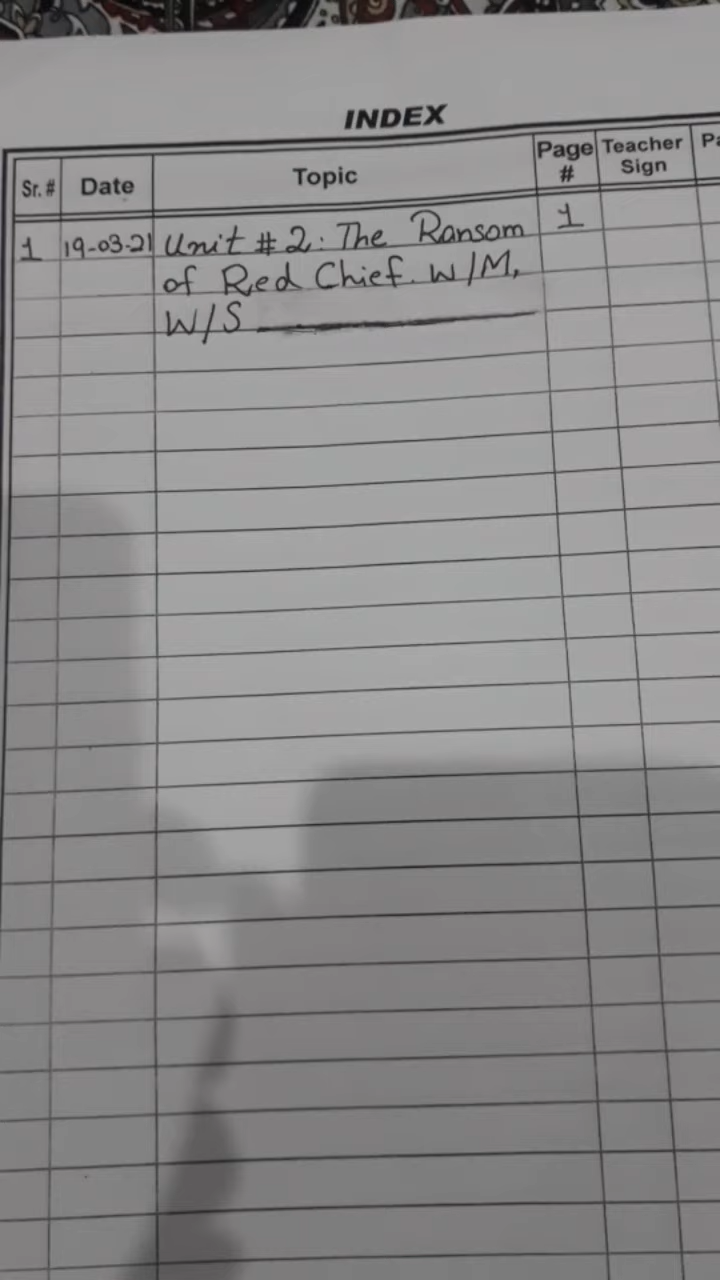 INDEX
Sr. # Date Topic Page # Teacher Sign
1 19-03-21 Unit # 2: The Ransom 1
of Red Chief. W/M,
W/S